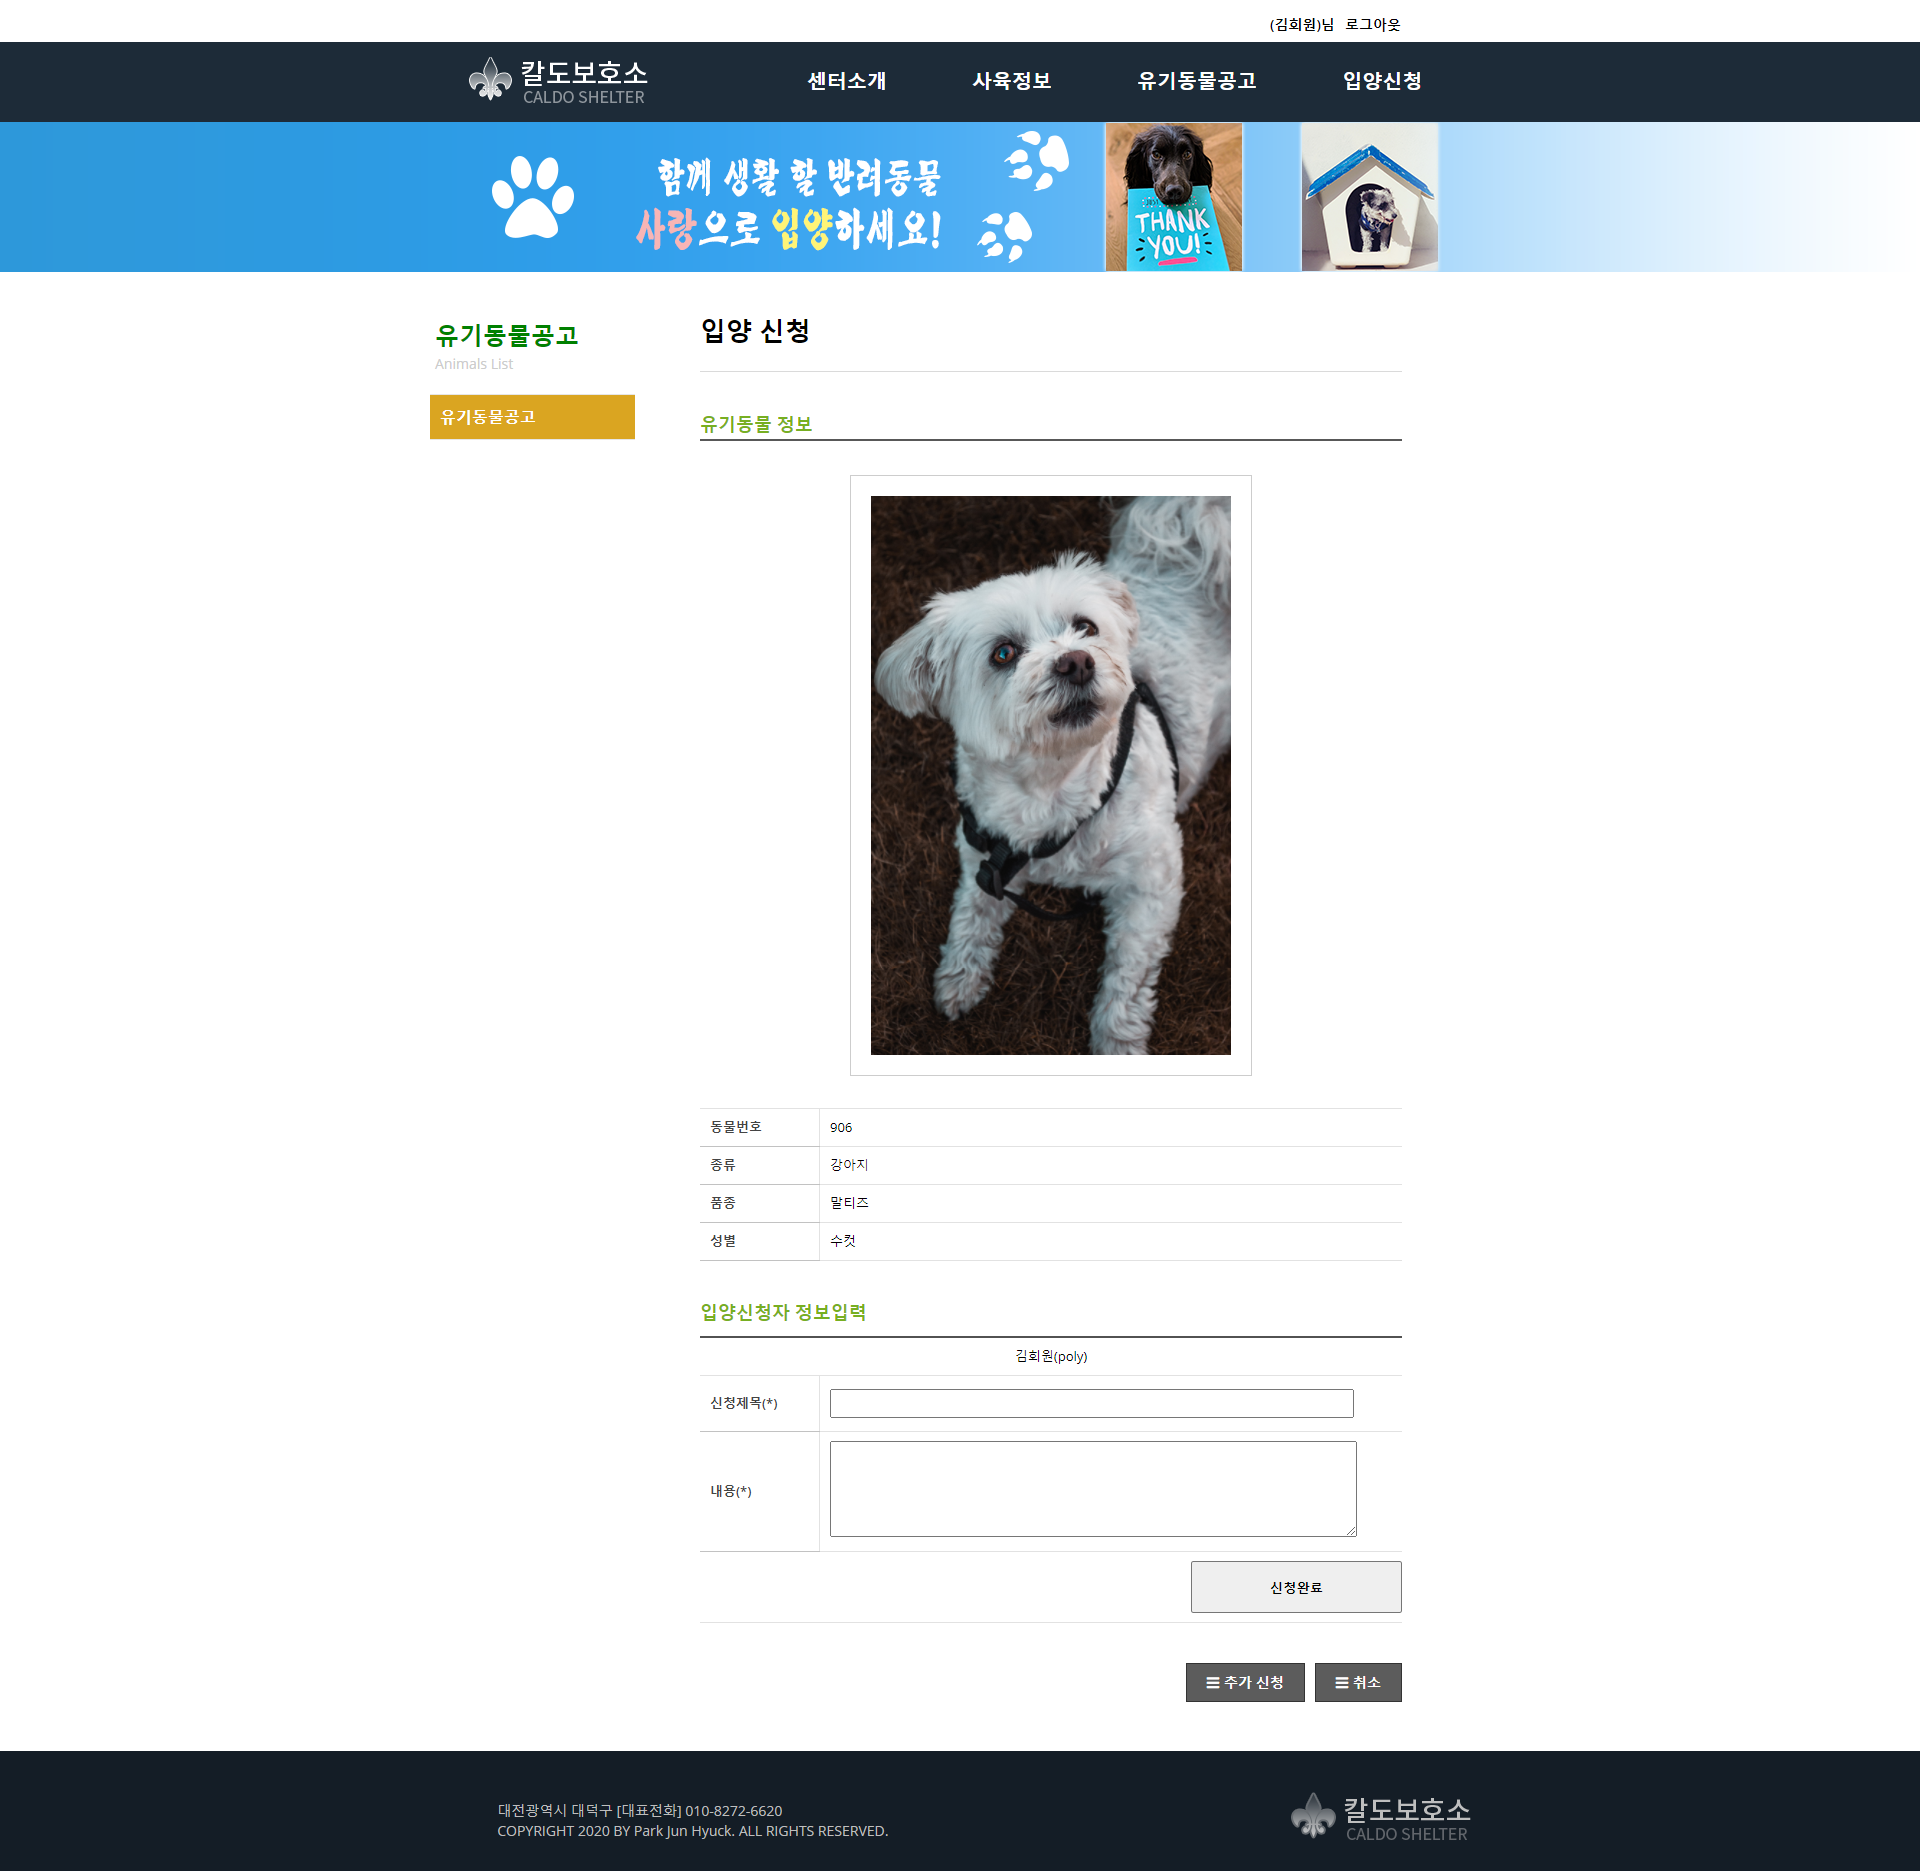 (김회원)님 로그아웃
칼도보호소
CALDO SHELTER
센터소개 사육정보 유기동물공고 입양신청
함께 생활 할 반려동물
사랑으로 입양하세요!
THANK
YOU!
유기동물공고
Animals List
유기동물공고
입양 신청
유기동물 정보
동물번호 906
종류 강아지
품종 말티즈
성별 수컷
입양신청자 정보입력
김회원(poly)
신청제목(*)
내용(*)
신청완료
☰ 추가 신청 ☰ 취소
대전광역시 대덕구 [대표전화] 010-8272-6620
COPYRIGHT 2020 BY Park Jun Hyuck. ALL RIGHTS RESERVED.
칼도보호소
CALDO SHELTER